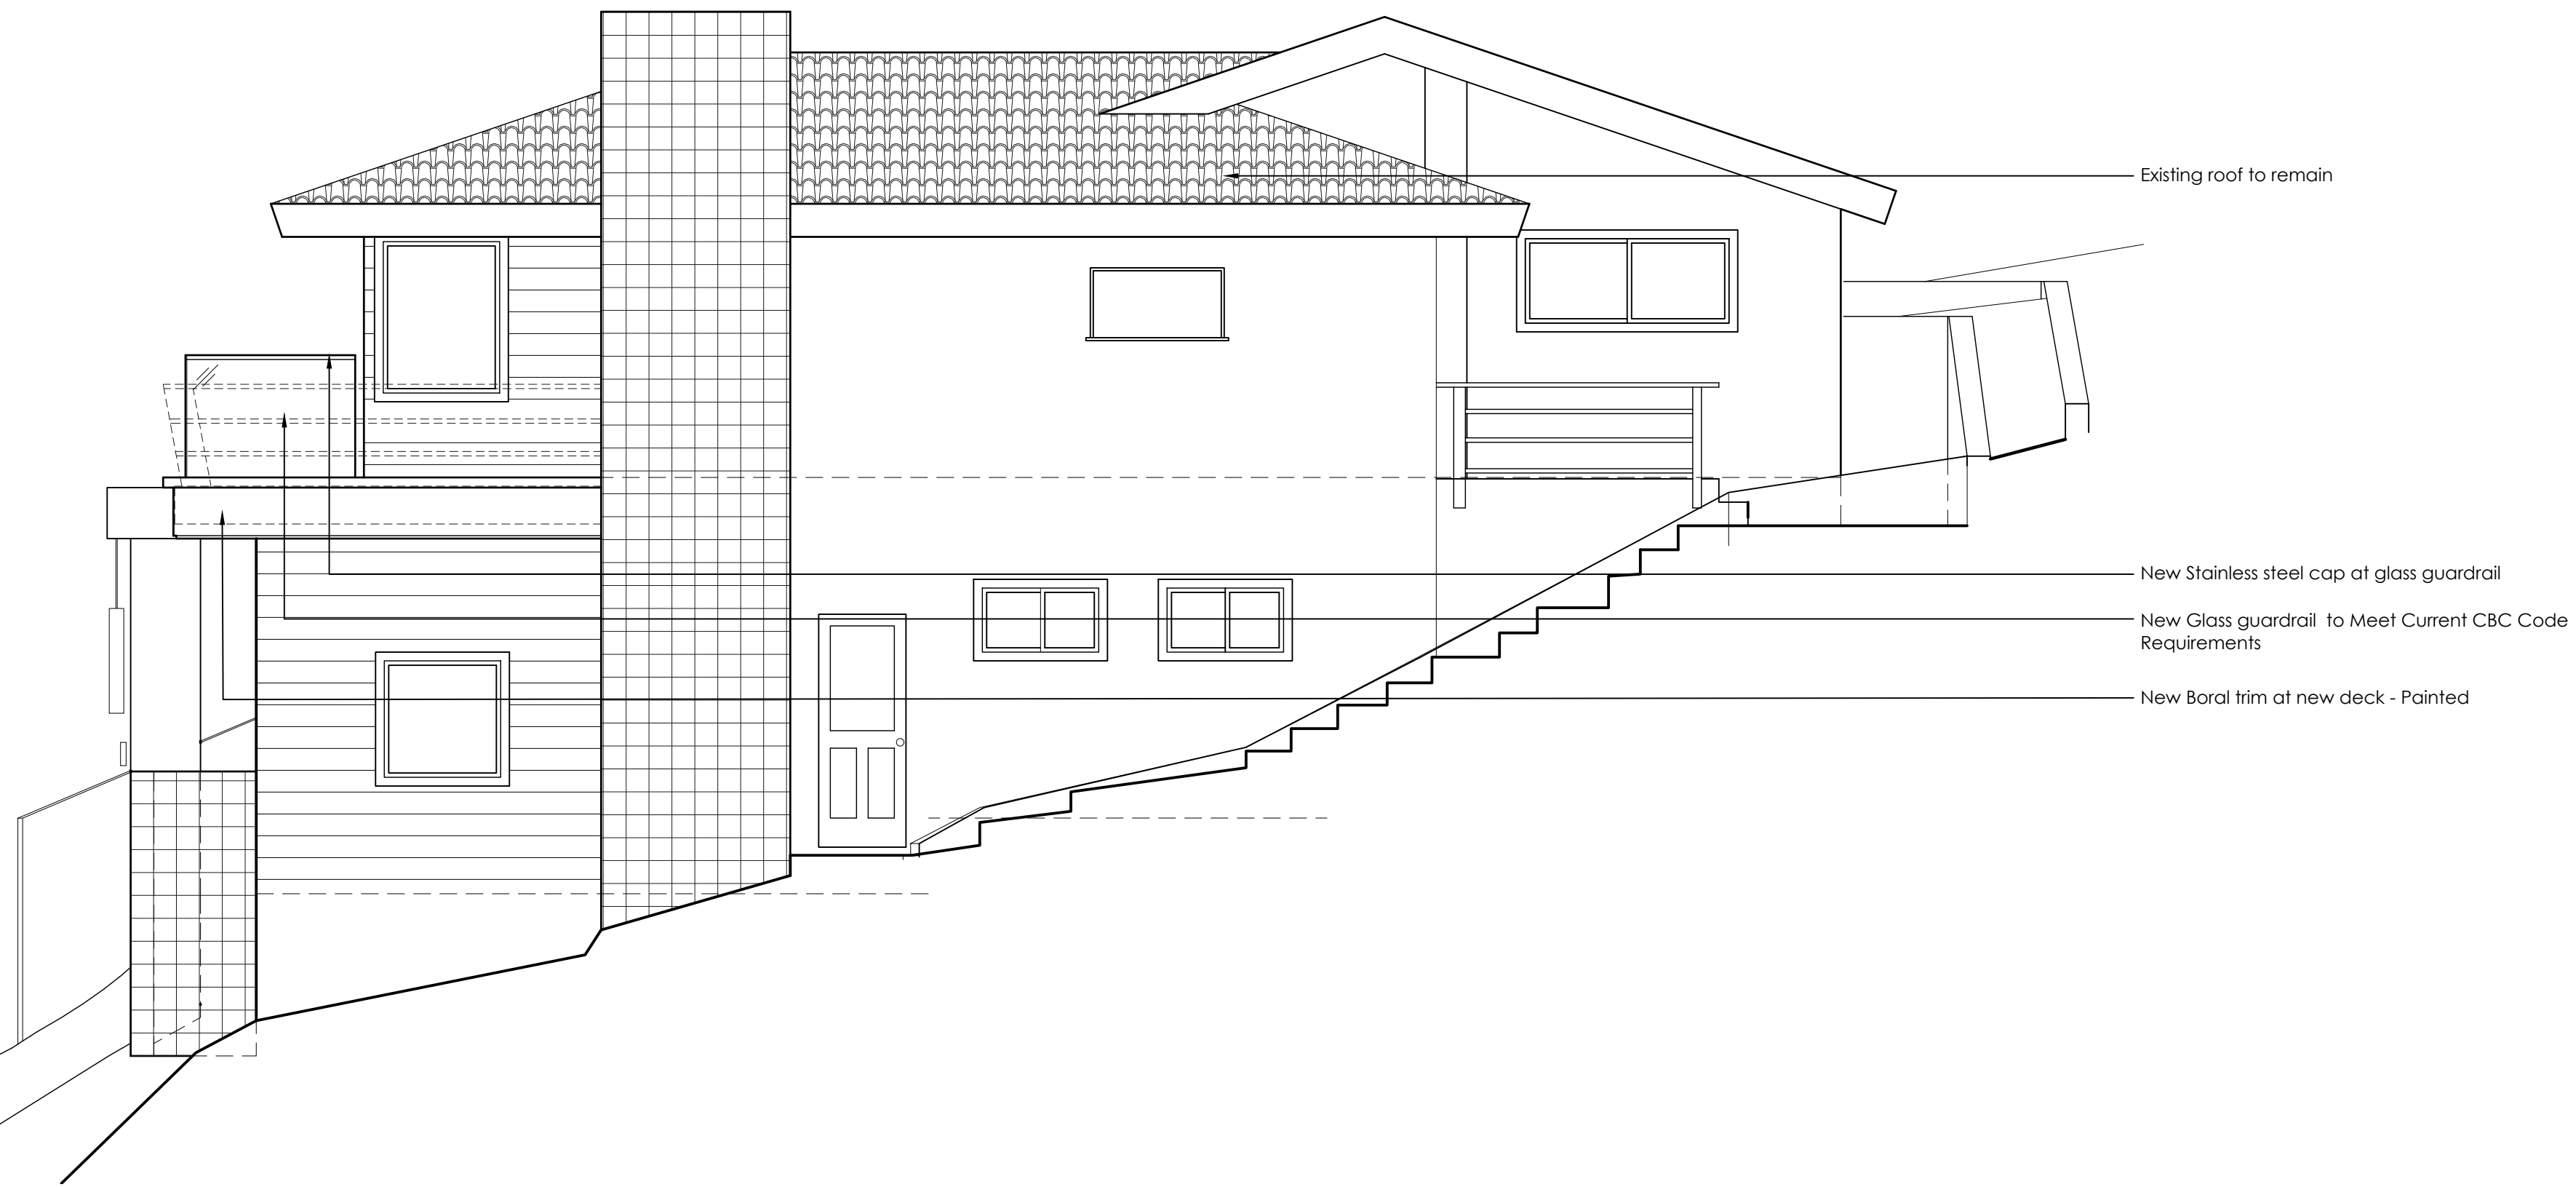 Existing roof to remain
New Stainless steel cap at glass guardrail
New Glass guardrail  to Meet Current CBC Code
Requirements
New Boral trim at new deck - Painted